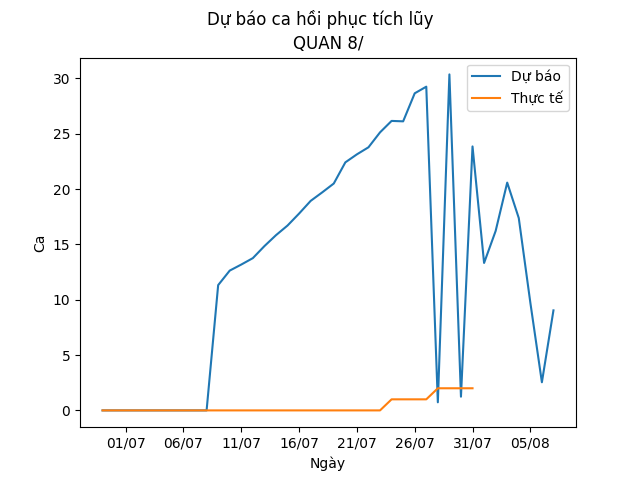 Dự báo ca hồi phục tích lũy
QUAN 8/
Dự báo
Thực tế
Ca
30
25
20
15
10
5
0
01/07 06/07 11/07 16/07 21/07 26/07 31/07 05/08
Ngày